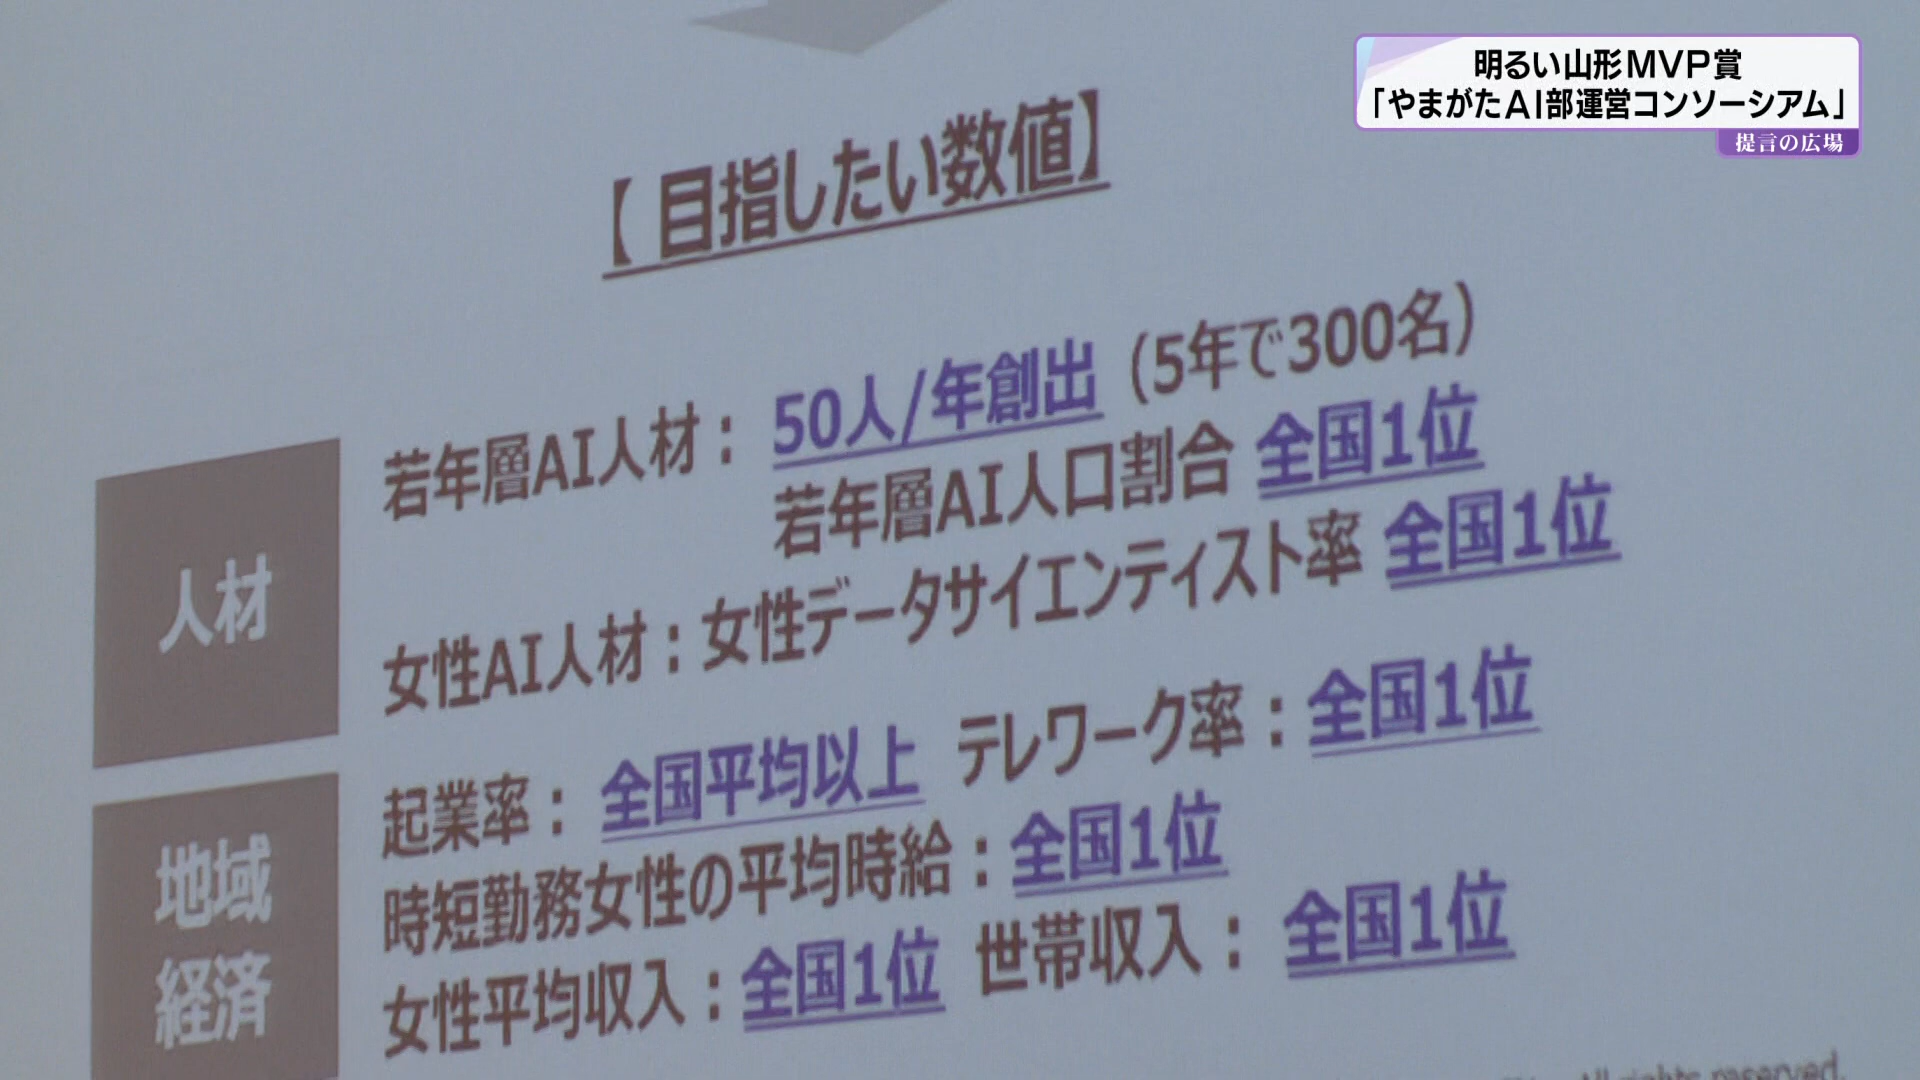 明るい山形MVP賞
「やまがたAI部運営コンソーシアム」
提言の広場
【 目指したい数値】
人材
若年層AI人材： 50人/年創出 (5年で300名)
若年層AI人口割合 全国1位
女性AI人材：女性データサイエンティスト率 全国1位
地域
経済
起業率： 全国平均以上 テレワーク率：全国1位
時短勤務女性の平均時給：全国1位
女性平均収入：全国1位 世帯収入： 全国1位
All rights reserved.